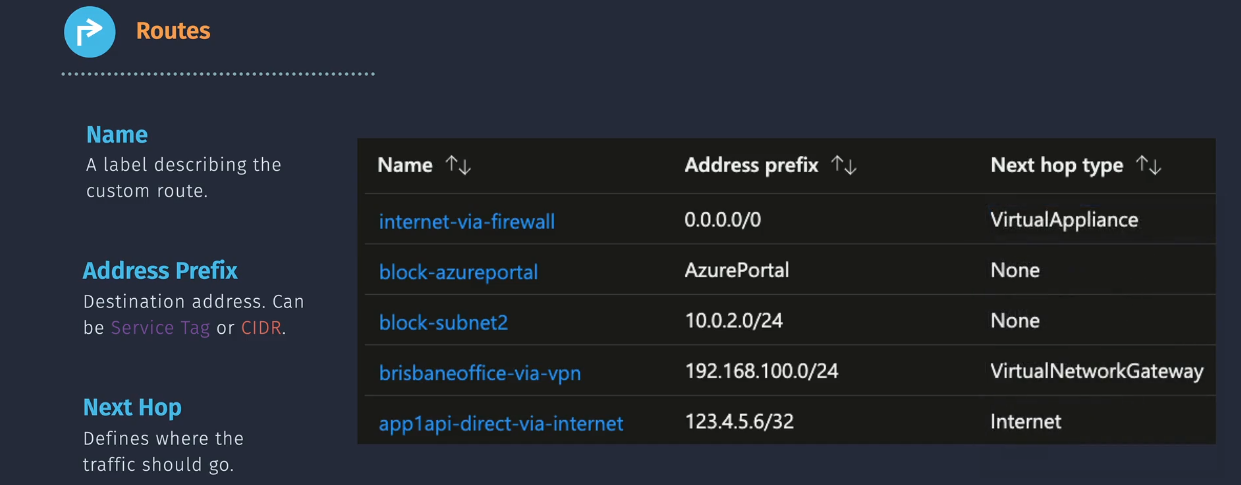 Routes
Name
A label describing the
custom route.
Address Prefix
Destination address. Can
be Service Tag or CIDR.
Next Hop
Defines where the
traffic should go.
Name ↑↓ Address prefix ↑↓ Next hop type ↑↓
internet-via-firewall 0.0.0.0/0 VirtualAppliance
block-azureportal AzurePortal None
block-subnet2 10.0.2.0/24 None
brisbaneoffice-via-vpn 192.168.100.0/24 VirtualNetworkGateway
app1api-direct-via-internet 123.4.5.6/32 Internet